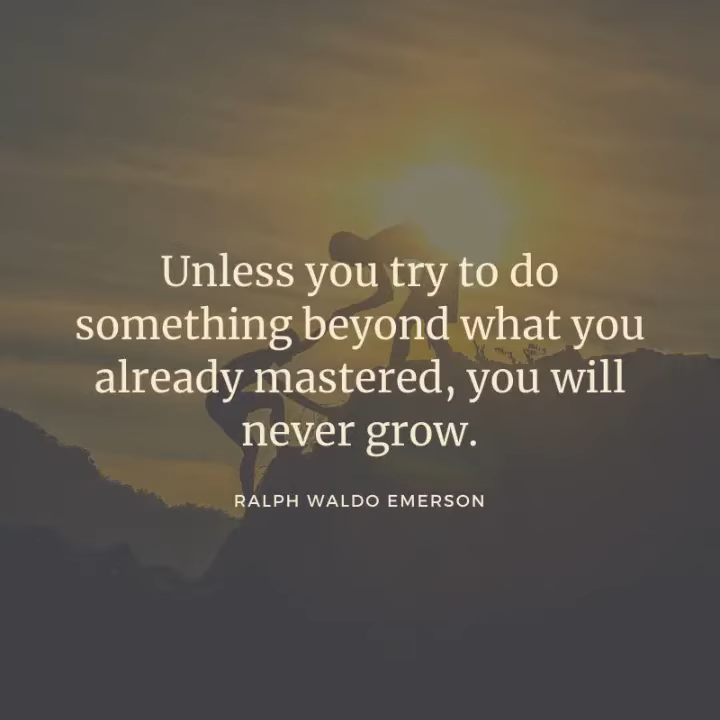 Unless you try to do
something beyond what you
already mastered, you will
never grow.
RALPH WALDO EMERSON